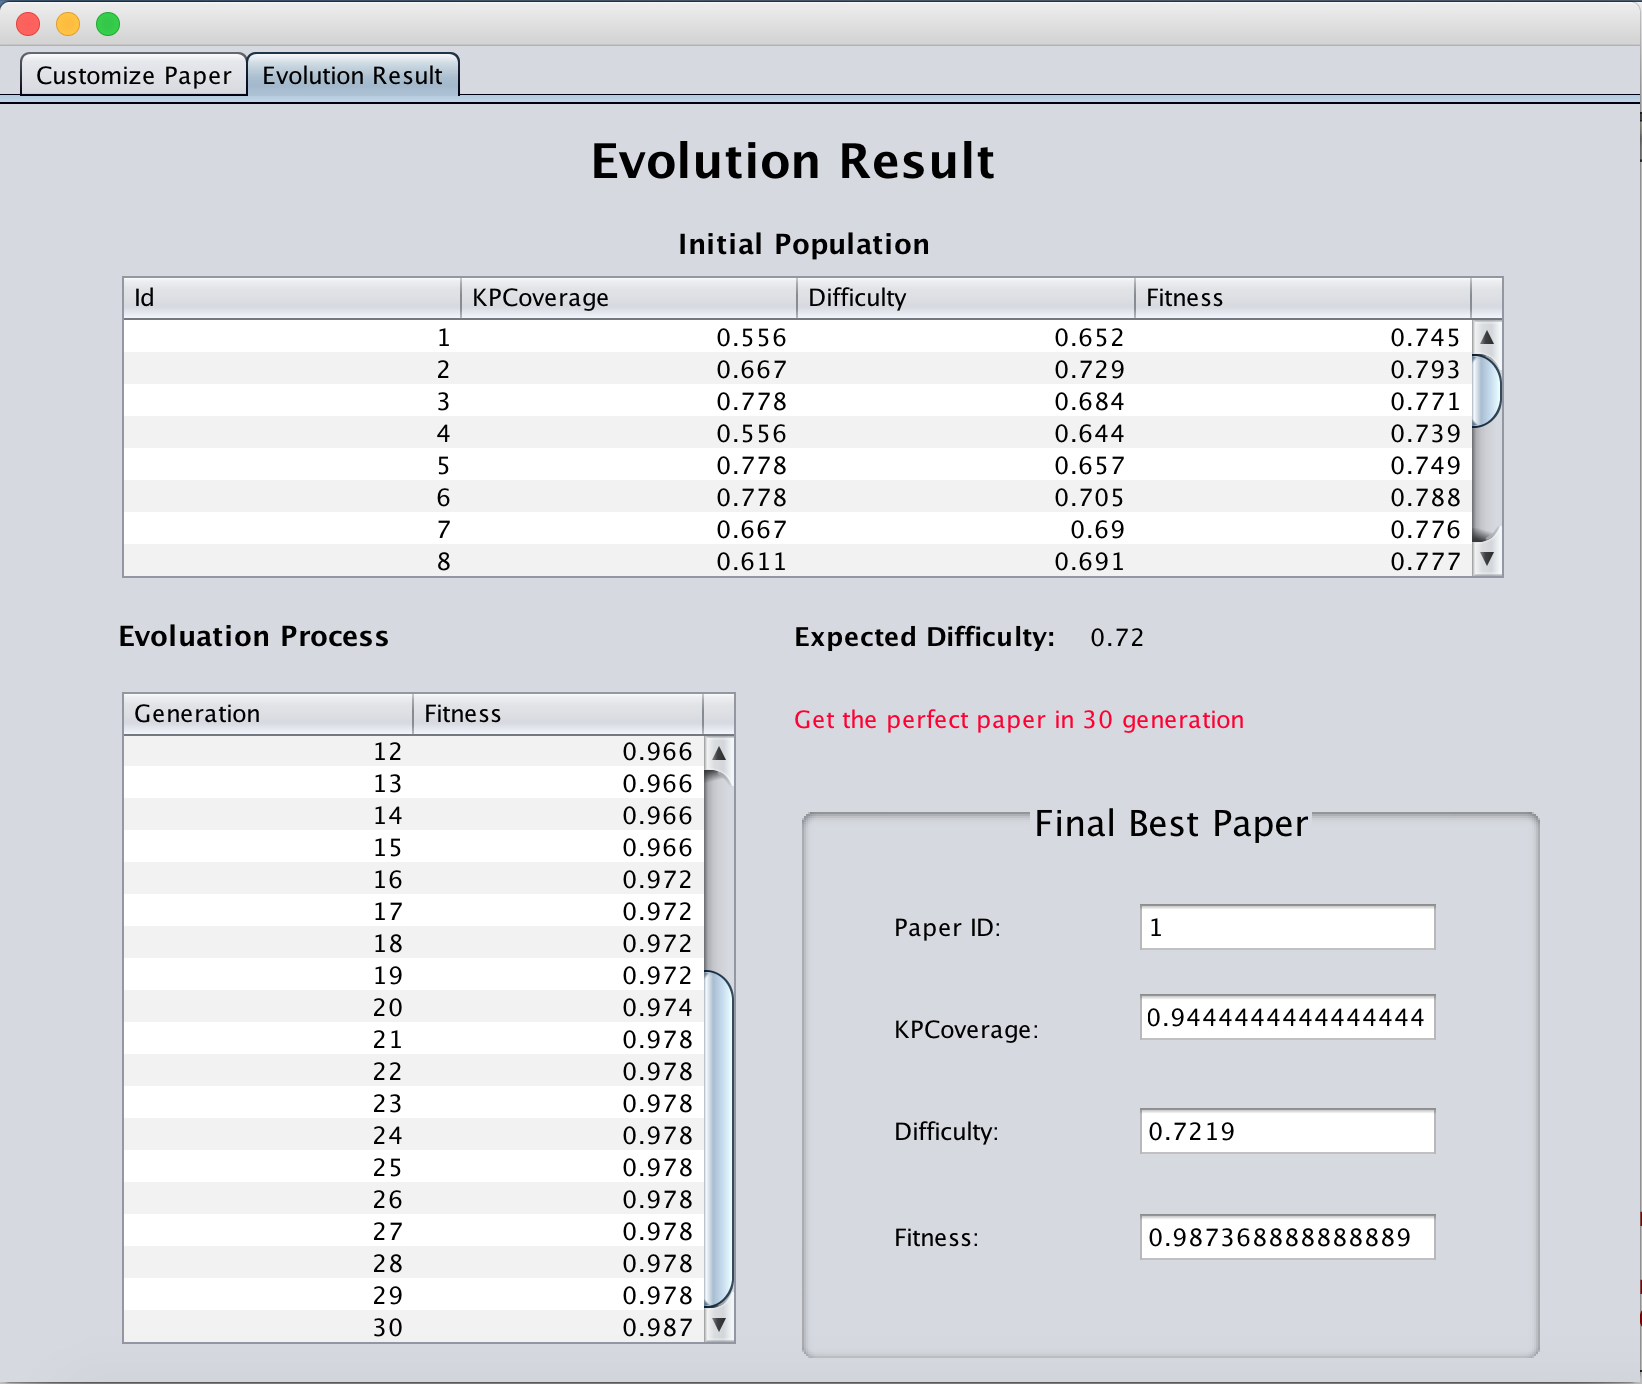 Customize Paper Evolution Result
Evolution Result
Initial Population
Id KPCoverage Difficulty Fitness
1 0.556 0.652 0.745
2 0.667 0.729 0.793
3 0.778 0.684 0.771
4 0.556 0.644 0.739
5 0.778 0.657 0.749
6 0.778 0.705 0.788
7 0.667 0.69 0.776
8 0.611 0.691 0.777
Evoluation Process
Generation Fitness
12 0.966
13 0.966
14 0.966
15 0.966
16 0.972
17 0.972
18 0.972
19 0.972
20 0.974
21 0.978
22 0.978
23 0.978
24 0.978
25 0.978
26 0.978
27 0.978
28 0.978
29 0.978
30 0.987
Expected Difficulty: 0.72
Get the perfect paper in 30 generation
Final Best Paper
Paper ID: 1
KPCoverage: 0.9444444444444444
Difficulty: 0.7219
Fitness: 0.987368888888889